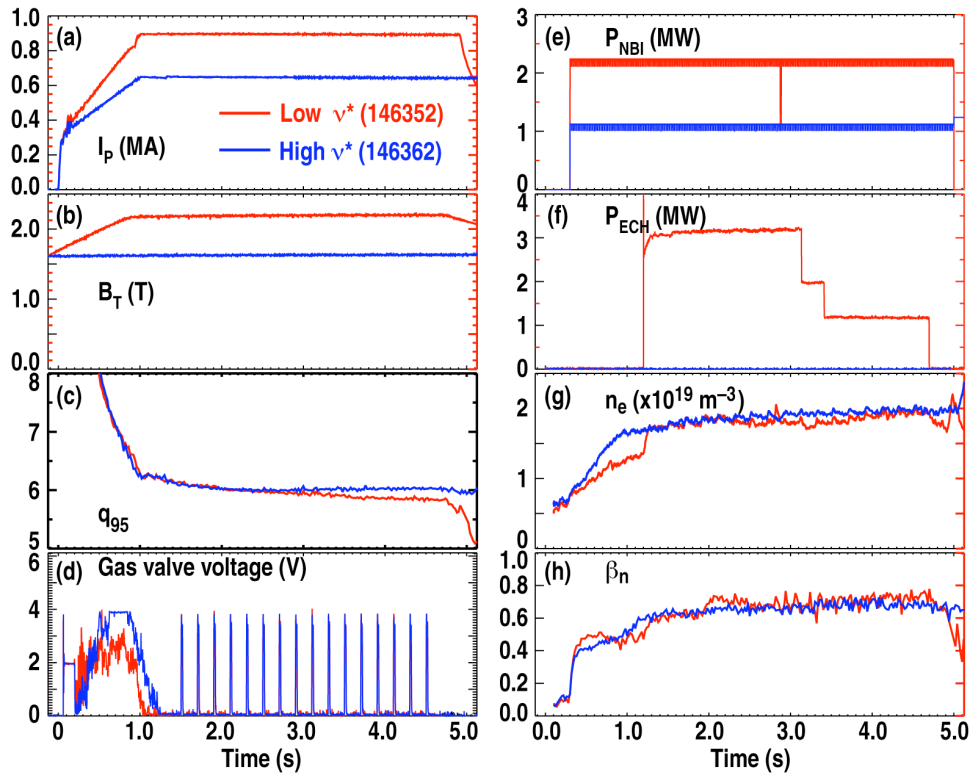 1.0
(a)
0.8
0.6
0.4
0.2
0.0
I_P (MA)
Low ν* (146352)
High ν* (146362)
(b)
2.0
1.0
0.0
B_T (T)
8
(c)
7
6
5
q_95
6
(d)
Gas valve voltage (V)
4
2
0
0 1.0 2.0 3.0 4.0 5.0
Time (s)
3
(e)
P_NBI (MW)
2
1
0
(f)
P_ECH (MW)
4
3
2
1
0
(g)
n_e (x10^19 m^–3)
2
1
0
1.0
(h)
β_n
0.8
0.6
0.4
0.2
0.0
0.0 1.0 2.0 3.0 4.0 5.0
Time (s)